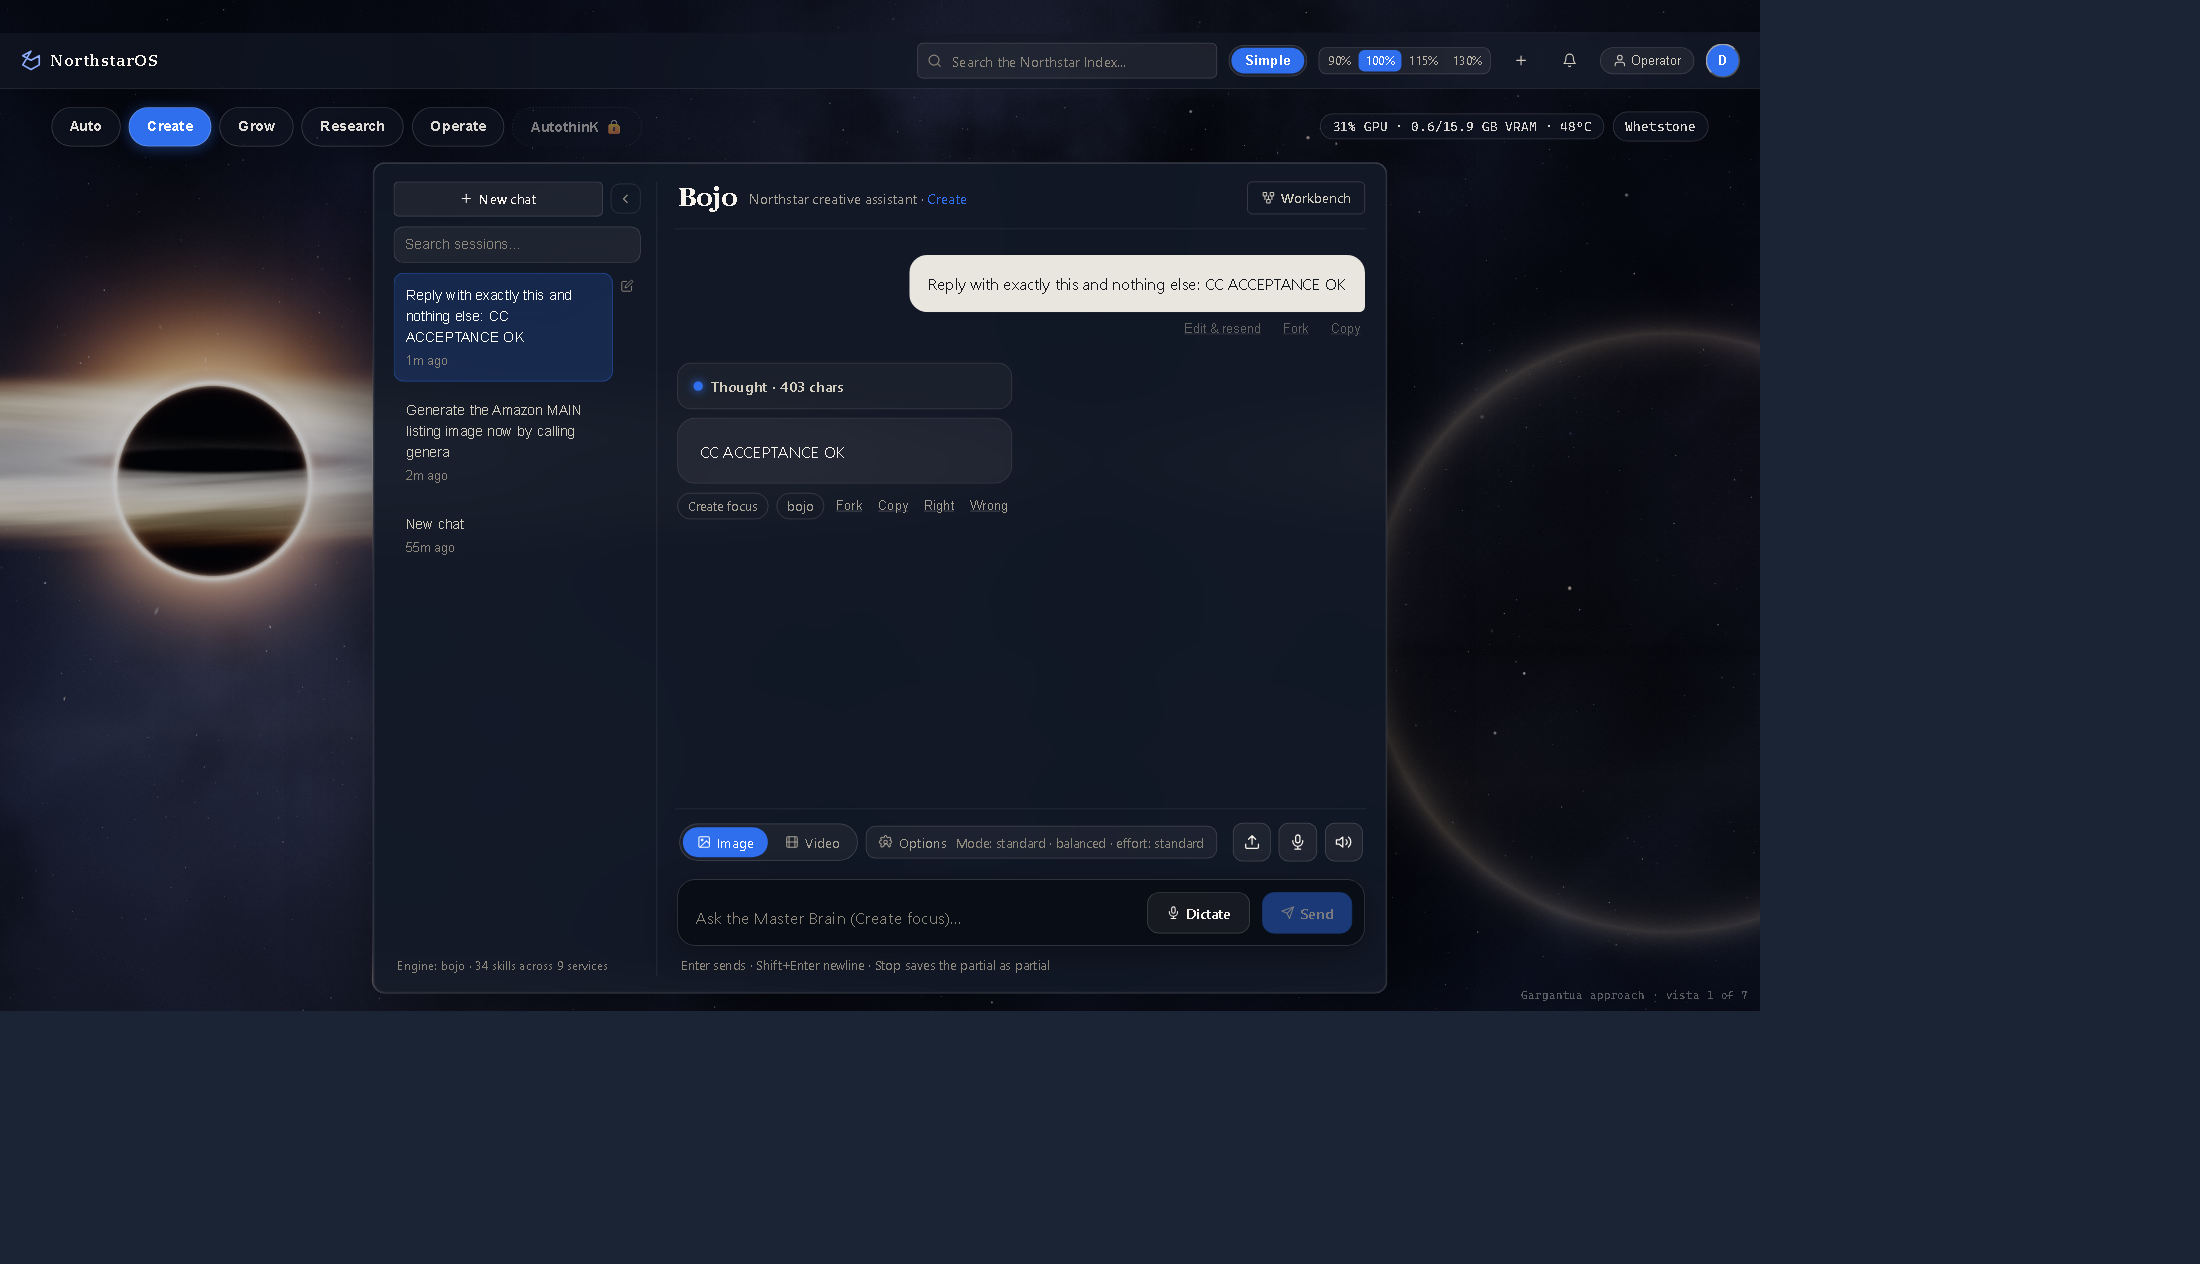 NorthstarOS
Search the Northstar Index...
Simple
90% 100% 115% 130%
Operator
D
Auto
Create
Grow
Research
Operate
AutothinK
31% GPU · 0.6/15.9 GB VRAM · 48°C
Whetstone
New chat
Search sessions...
Reply with exactly this and
nothing else: CC
ACCEPTANCE OK
1m ago
Generate the Amazon MAIN
listing image now by calling
genera
2m ago
New chat
55m ago
Engine: bojo · 34 skills across 9 services
Bojo Northstar creative assistant · Create
Workbench
Reply with exactly this and nothing else: CC ACCEPTANCE OK
Edit & resend Fork Copy
Thought · 403 chars
CC ACCEPTANCE OK
Create focus bojo Fork Copy Right Wrong
Image Video
Options Mode: standard · balanced · effort: standard
Ask the Master Brain (Create focus)...
Dictate
Send
Enter sends · Shift+Enter newline · Stop saves the partial as partial
Gargantua approach · vista 1 of 7